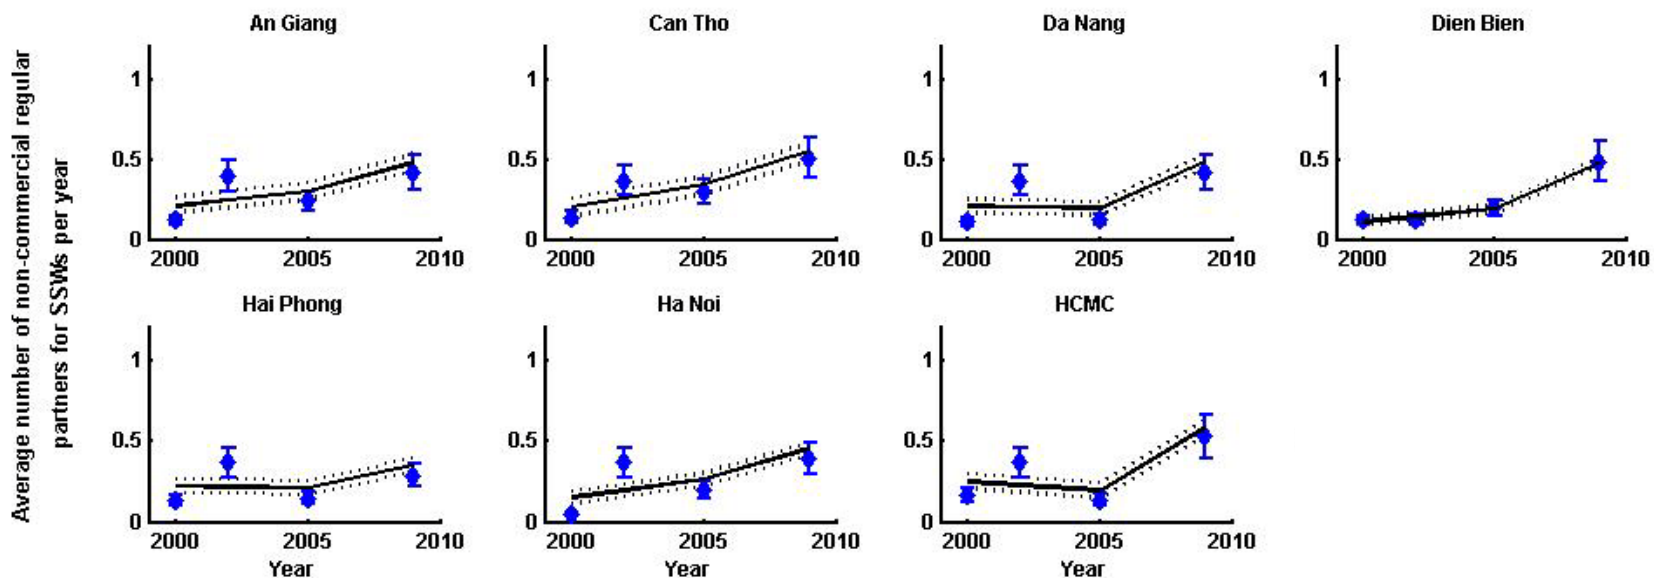 Average number of non-commercial regular
partners for SSWs per year
An Giang
1
0.5
0
2000 2005 2010
Can Tho
1
0.5
0
2000 2005 2010
Da Nang
1
0.5
0
2000 2005 2010
Dien Bien
1
0.5
0
2000 2005 2010
Hai Phong
1
0.5
0
2000 2005 2010
Year
Ha Noi
1
0.5
0
2000 2005 2010
Year
HCMC
1
0.5
0
2000 2005 2010
Year